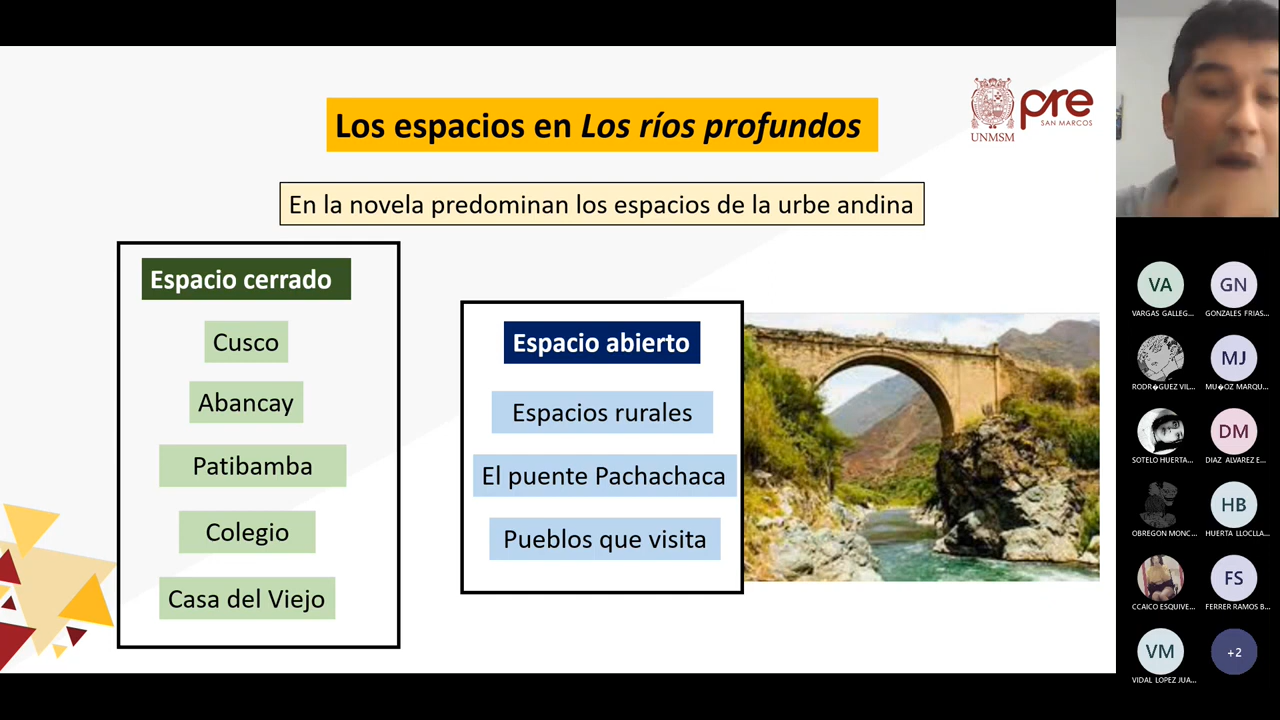 Los espacios en Los ríos profundos
UNMSM
pre
SAN MARCOS
En la novela predominan los espacios de la urbe andina
Espacio cerrado
Cusco
Abancay
Patibamba
Colegio
Casa del Viejo
Espacio abierto
Espacios rurales
El puente Pachachaca
Pueblos que visita
VA
VARGAS GALLEG...
GN
GONZALES FRIAS...
RODR�GUEZ VIL...
MJ
MU�OZ MARQU...
SOTELO HUERTA...
DM
DIAZ ALVAREZ E...
OBREGON MONC...
HB
HUERTA LLOCLLA...
CCAICO ESQUIVE...
FS
FERRER RAMOS B...
VM
VIDAL LOPEZ JUA...
+2